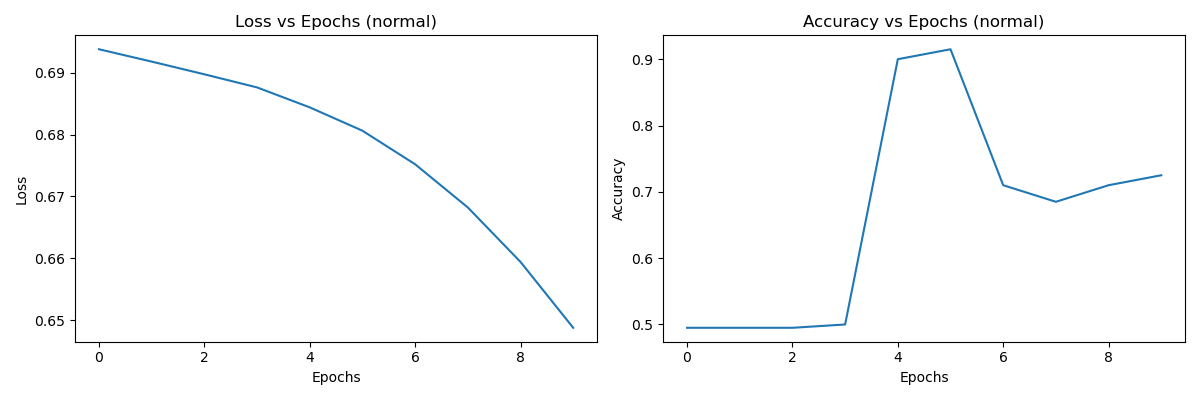 Loss vs Epochs (normal)
0.69
0.68
0.67
0.66
0.65
Loss
0 2 4 6 8
Epochs
Accuracy vs Epochs (normal)
0.9
0.8
0.7
0.6
0.5
Accuracy
0 2 4 6 8
Epochs